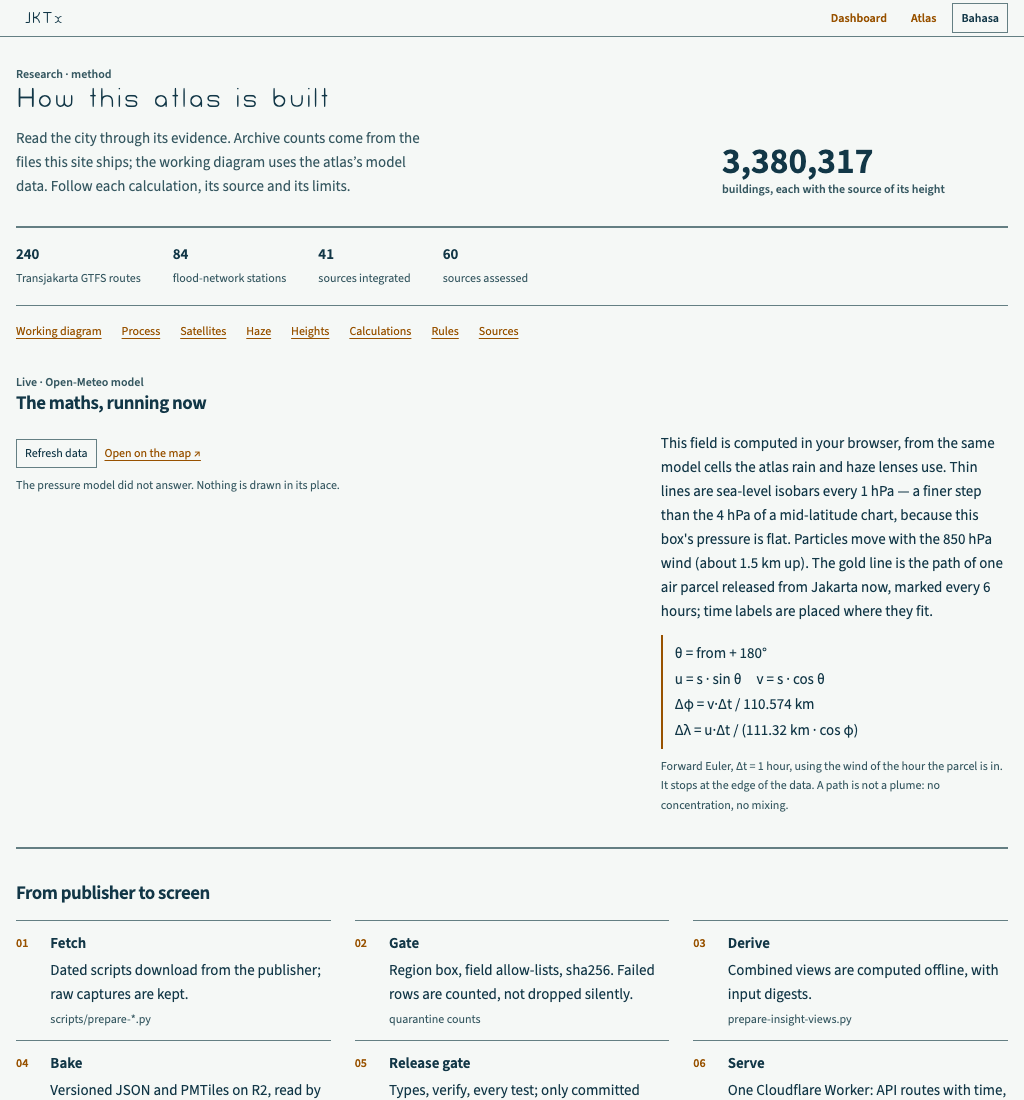 JKTx
Dashboard Atlas Bahasa
Research · method
How this atlas is built
Read the city through its evidence. Archive counts come from the
files this site ships; the working diagram uses the atlas’s model
data. Follow each calculation, its source and its limits.
3,380,317
buildings, each with the source of its height
240 84 41 60
Transjakarta GTFS routes flood-network stations sources integrated sources assessed
Working diagram Process Satellites Haze Heights Calculations Rules Sources
Live · Open-Meteo model
The maths, running now
Refresh data Open on the map ↗
The pressure model did not answer. Nothing is drawn in its place.
This field is computed in your browser, from the same
model cells the atlas rain and haze lenses use. Thin
lines are sea-level isobars every 1 hPa — a finer step
than the 4 hPa of a mid-latitude chart, because this
box's pressure is flat. Particles move with the 850 hPa
wind (about 1.5 km up). The gold line is the path of one
air parcel released from Jakarta now, marked every 6
hours; time labels are placed where they fit.
θ = from + 180°
u = s · sin θ v = s · cos θ
Δφ = v·Δt / 110.574 km
Δλ = u·Δt / (111.32 km · cos φ)
Forward Euler, Δt = 1 hour, using the wind of the hour the parcel is in.
It stops at the edge of the data. A path is not a plume: no
concentration, no mixing.
From publisher to screen
01 Fetch
Dated scripts download from the publisher;
raw captures are kept.
scripts/prepare-*.py
02 Gate
Region box, field allow-lists, sha256. Failed
rows are counted, not dropped silently.
quarantine counts
03 Derive
Combined views are computed offline, with
input digests.
prepare-insight-views.py
04 Bake
Versioned JSON and PMTiles on R2, read by
05 Release gate
Types, verify, every test; only committed
06 Serve
One Cloudflare Worker: API routes with time,